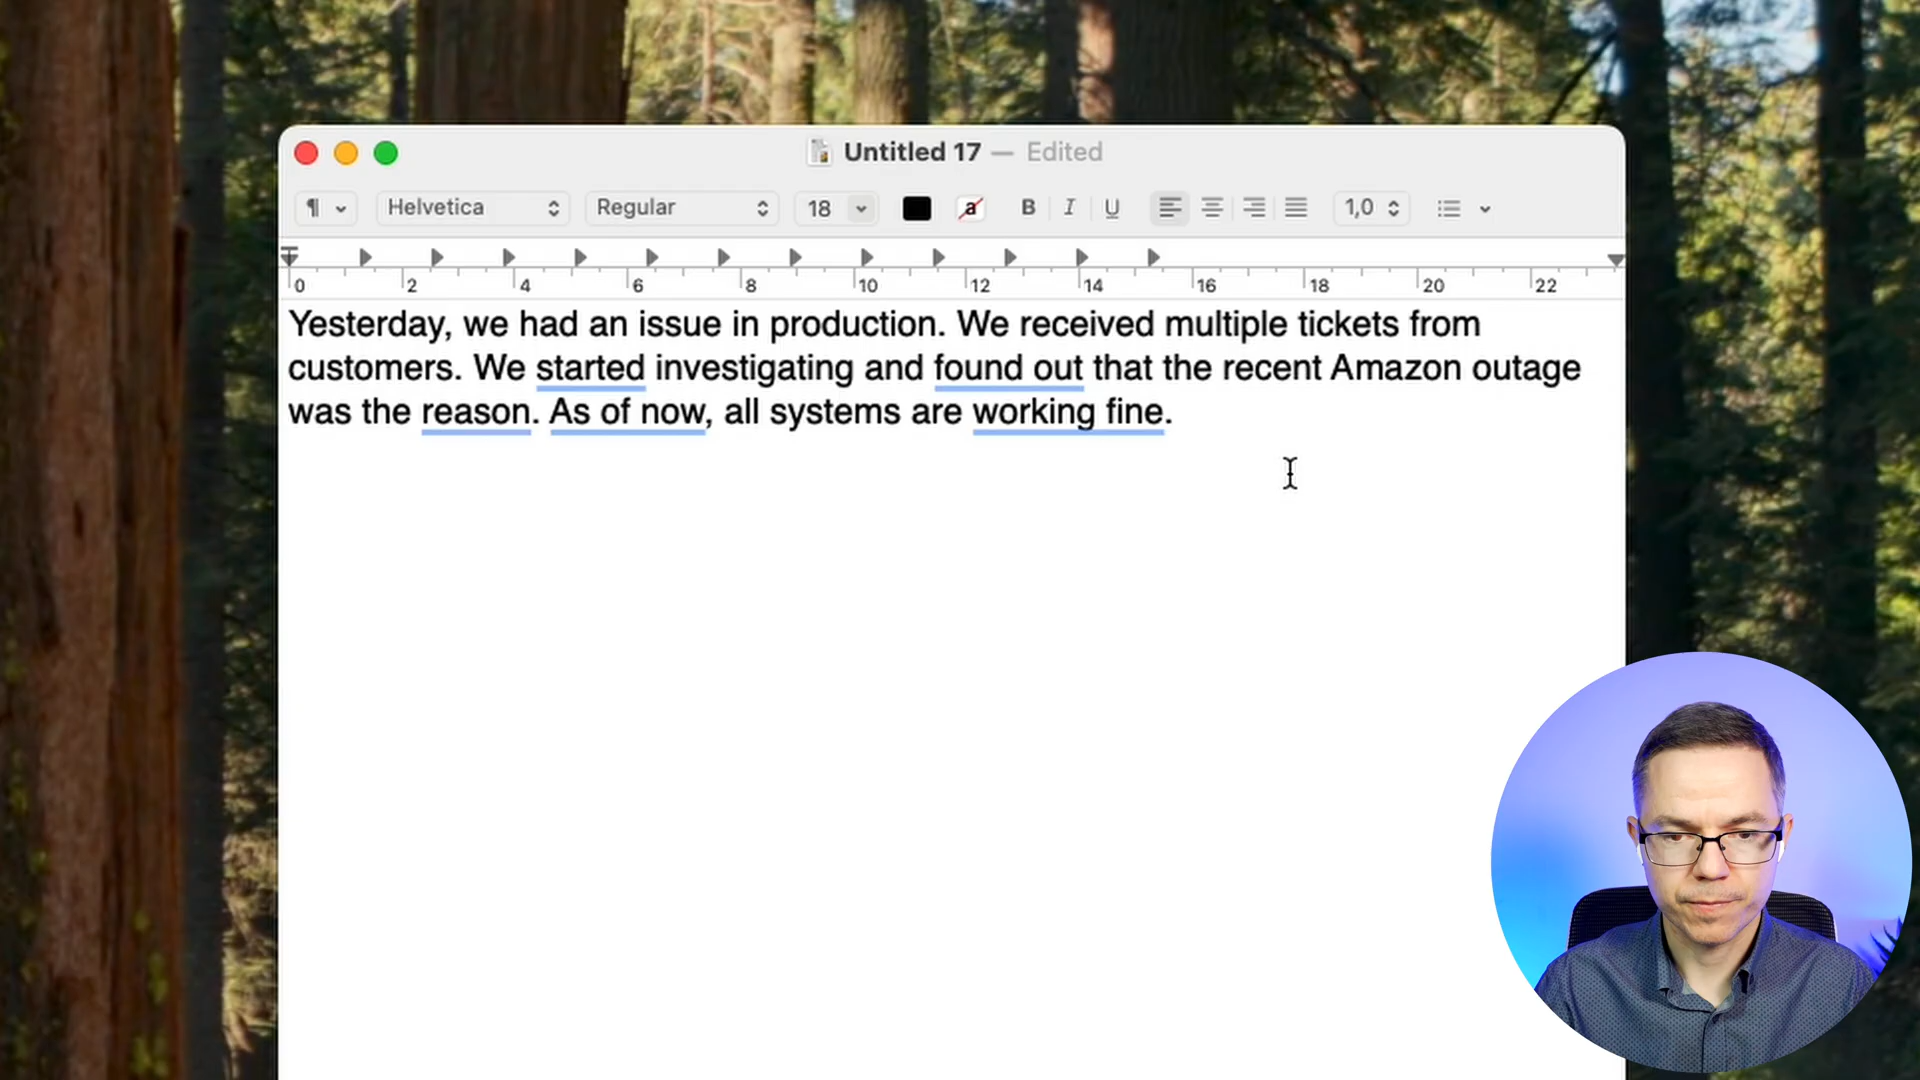 Untitled 17 — Edited
¶ Helvetica Regular 18 a B I U 1,0
0 2 4 6 8 10 12 14 16 18 20 22
Yesterday, we had an issue in production. We received multiple tickets from
customers. We started investigating and found out that the recent Amazon outage
was the reason. As of now, all systems are working fine.